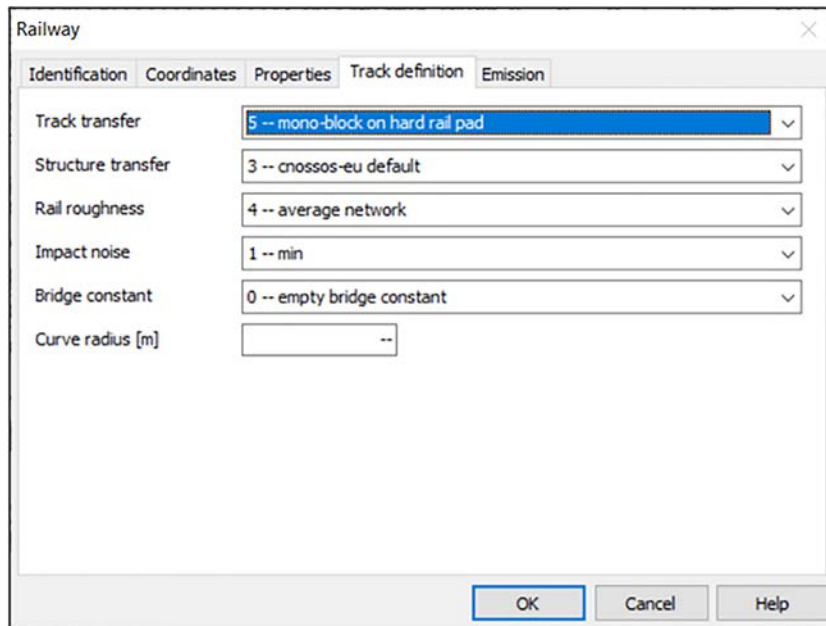 Railway
Identification Coordinates Properties Track definition Emission
Track transfer 5 -- mono-block on hard rail pad
Structure transfer 3 -- cnossos-eu default
Rail roughness 4 -- average network
Impact noise 1 -- min
Bridge constant 0 -- empty bridge constant
Curve radius [m] --
OK Cancel Help